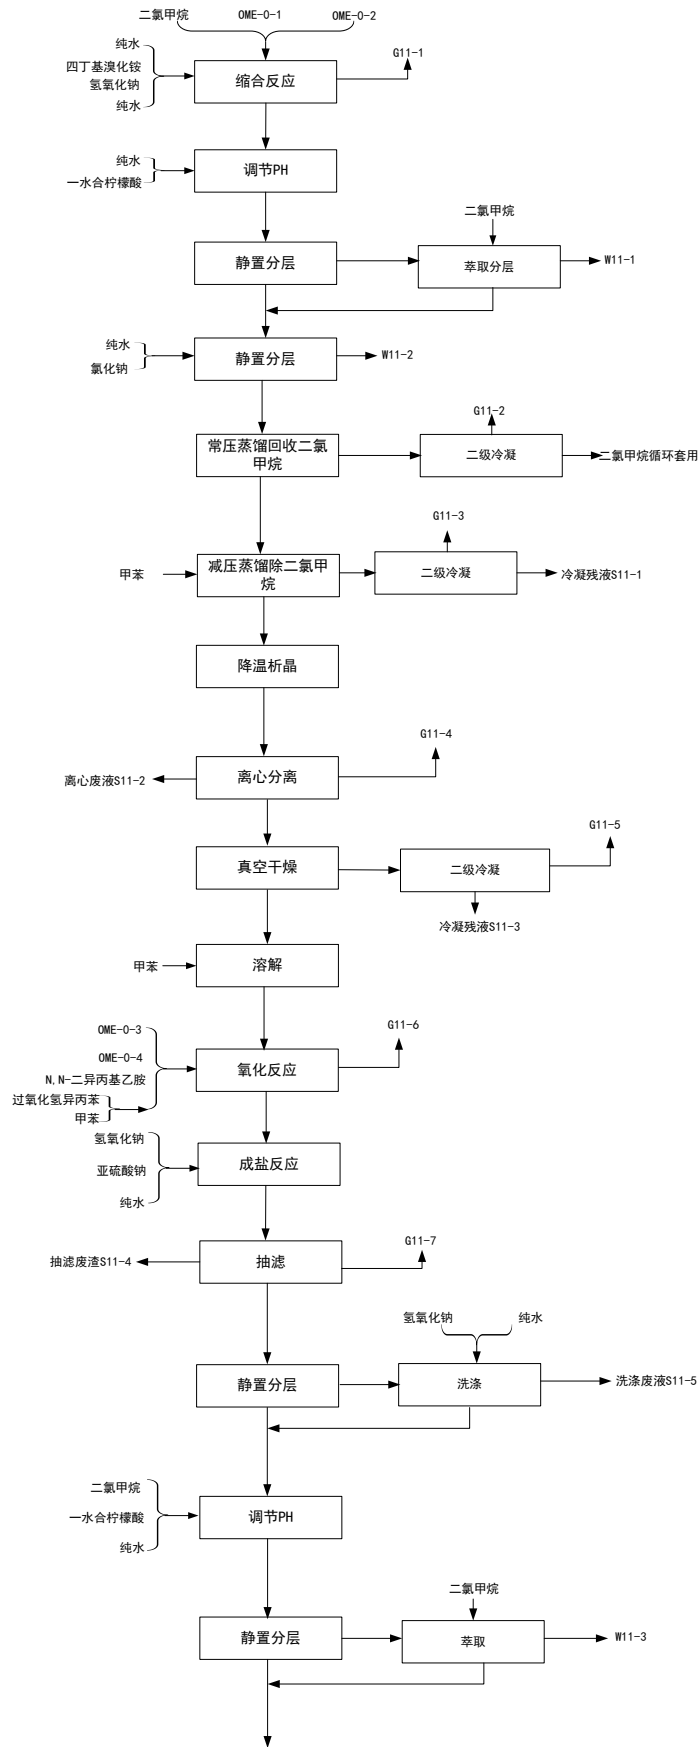 二氯甲烷
OME-0-1
OME-0-2
纯水
四丁基溴化铵
氢氧化钠
纯水
缩合反应
G11-1
纯水
一水合柠檬酸
调节PH
二氯甲烷
静置分层
萃取分层
W11-1
纯水
氯化钠
静置分层
W11-2
G11-2
常压蒸馏回收二氯
甲烷
二级冷凝
二氯甲烷循环套用
G11-3
甲苯
减压蒸馏除二氯甲
烷
二级冷凝
冷凝残液S11-1
降温析晶
G11-4
离心废液S11-2
离心分离
G11-5
真空干燥
二级冷凝
冷凝残液S11-3
甲苯
溶解
OME-0-3
OME-0-4
N,N-二异丙基乙胺
过氧化氢异丙苯
甲苯
氧化反应
G11-6
氢氧化钠
亚硫酸钠
纯水
成盐反应
G11-7
抽滤废渣S11-4
抽滤
氢氧化钠
纯水
静置分层
洗涤
洗涤废液S11-5
二氯甲烷
一水合柠檬酸
纯水
调节PH
二氯甲烷
静置分层
萃取
W11-3